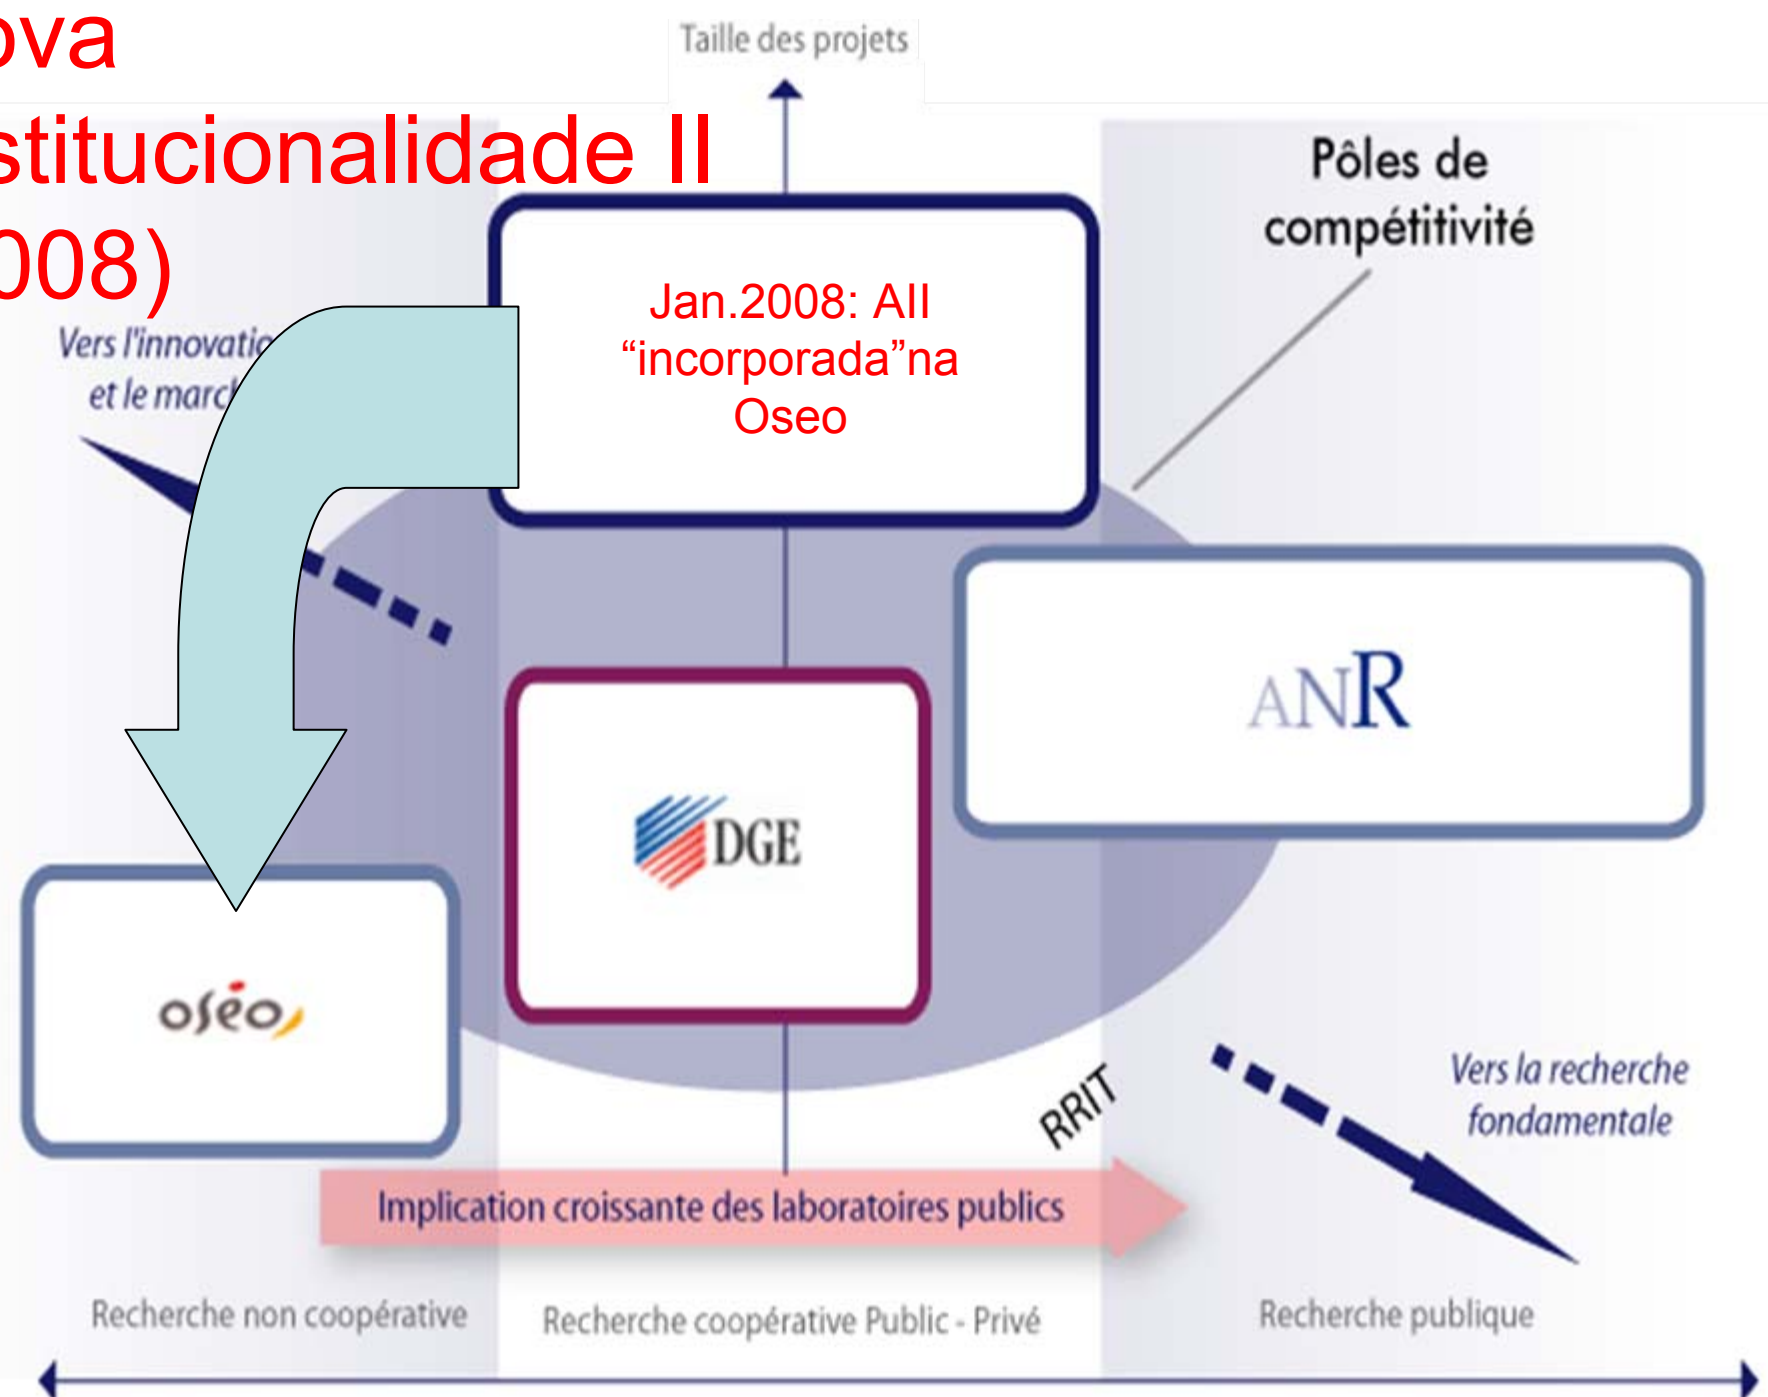 ova
Taille des projets
stitucionalidade II
008)
Pôles de
compétitivité
Jan.2008: AII
“incorporada”na
Oseo
Vers l'innovatio
et le march
ANR
DGE
oséo
RRIT
Vers la recherche
fondamentale
Implication croissante des laboratoires publics
Recherche non coopérative
Recherche coopérative Public - Privé
Recherche publique